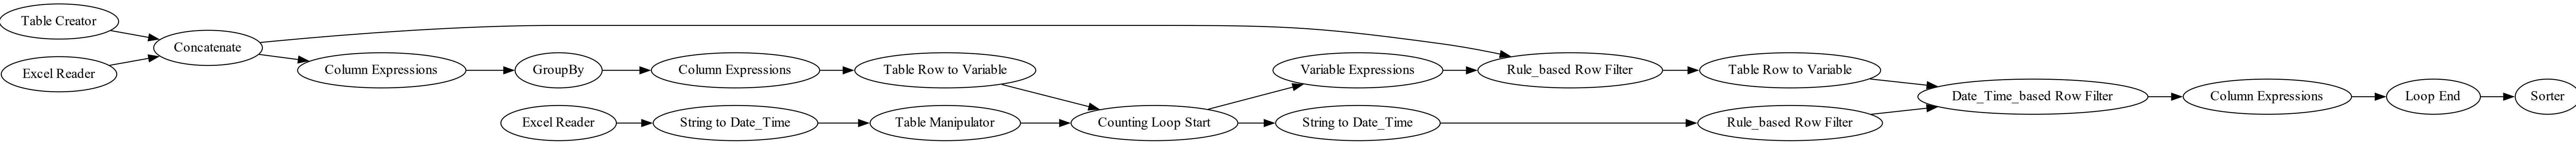 Table Creator
Excel Reader
Concatenate
Column Expressions
GroupBy
Column Expressions
Table Row to Variable
Excel Reader
String to Date_Time
Table Manipulator
Counting Loop Start
Variable Expressions
String to Date_Time
Rule_based Row Filter
Table Row to Variable
Rule_based Row Filter
Date_Time_based Row Filter
Column Expressions
Loop End
Sorter